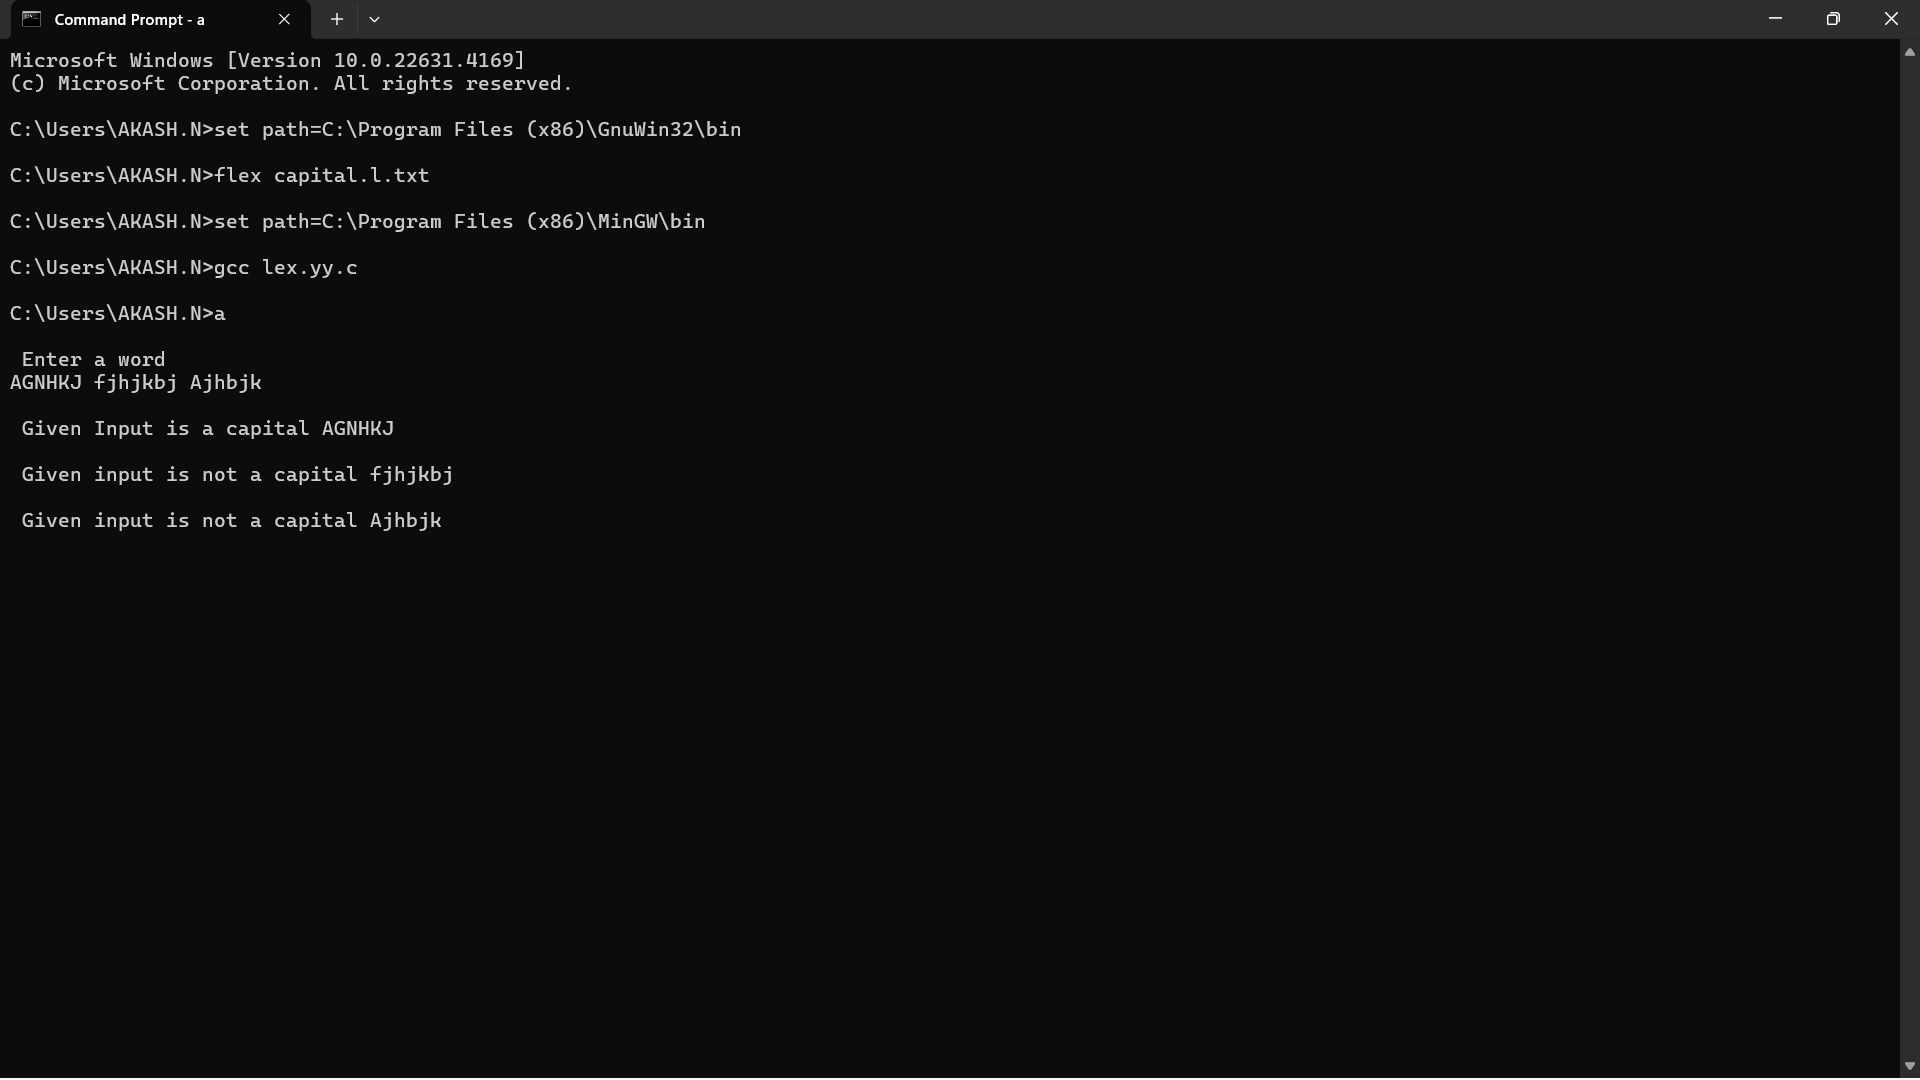 Command Prompt - a
Microsoft Windows [Version 10.0.22631.4169]
(c) Microsoft Corporation. All rights reserved.
C:\Users\AKASH.N>set path=C:\Program Files (x86)\GnuWin32\bin
C:\Users\AKASH.N>flex capital.l.txt
C:\Users\AKASH.N>set path=C:\Program Files (x86)\MinGW\bin
C:\Users\AKASH.N>gcc lex.yy.c
C:\Users\AKASH.N>a
Enter a word
AGNHKJ fjhjkbj Ajhbjk
Given Input is a capital AGNHKJ
Given input is not a capital fjhjkbj
Given input is not a capital Ajhbjk